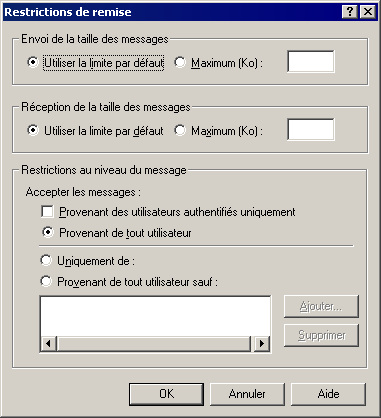 Restrictions de remise
Envoi de la taille des messages
Utiliser la limite par défaut
Maximum (Ko) :
Réception de la taille des messages
Utiliser la limite par défaut
Maximum (Ko) :
Restrictions au niveau du message
Accepter les messages :
Provenant des utilisateurs authentifiés uniquement
Provenant de tout utilisateur
Uniquement de :
Provenant de tout utilisateur sauf :
Ajouter...
Supprimer
OK
Annuler
Aide